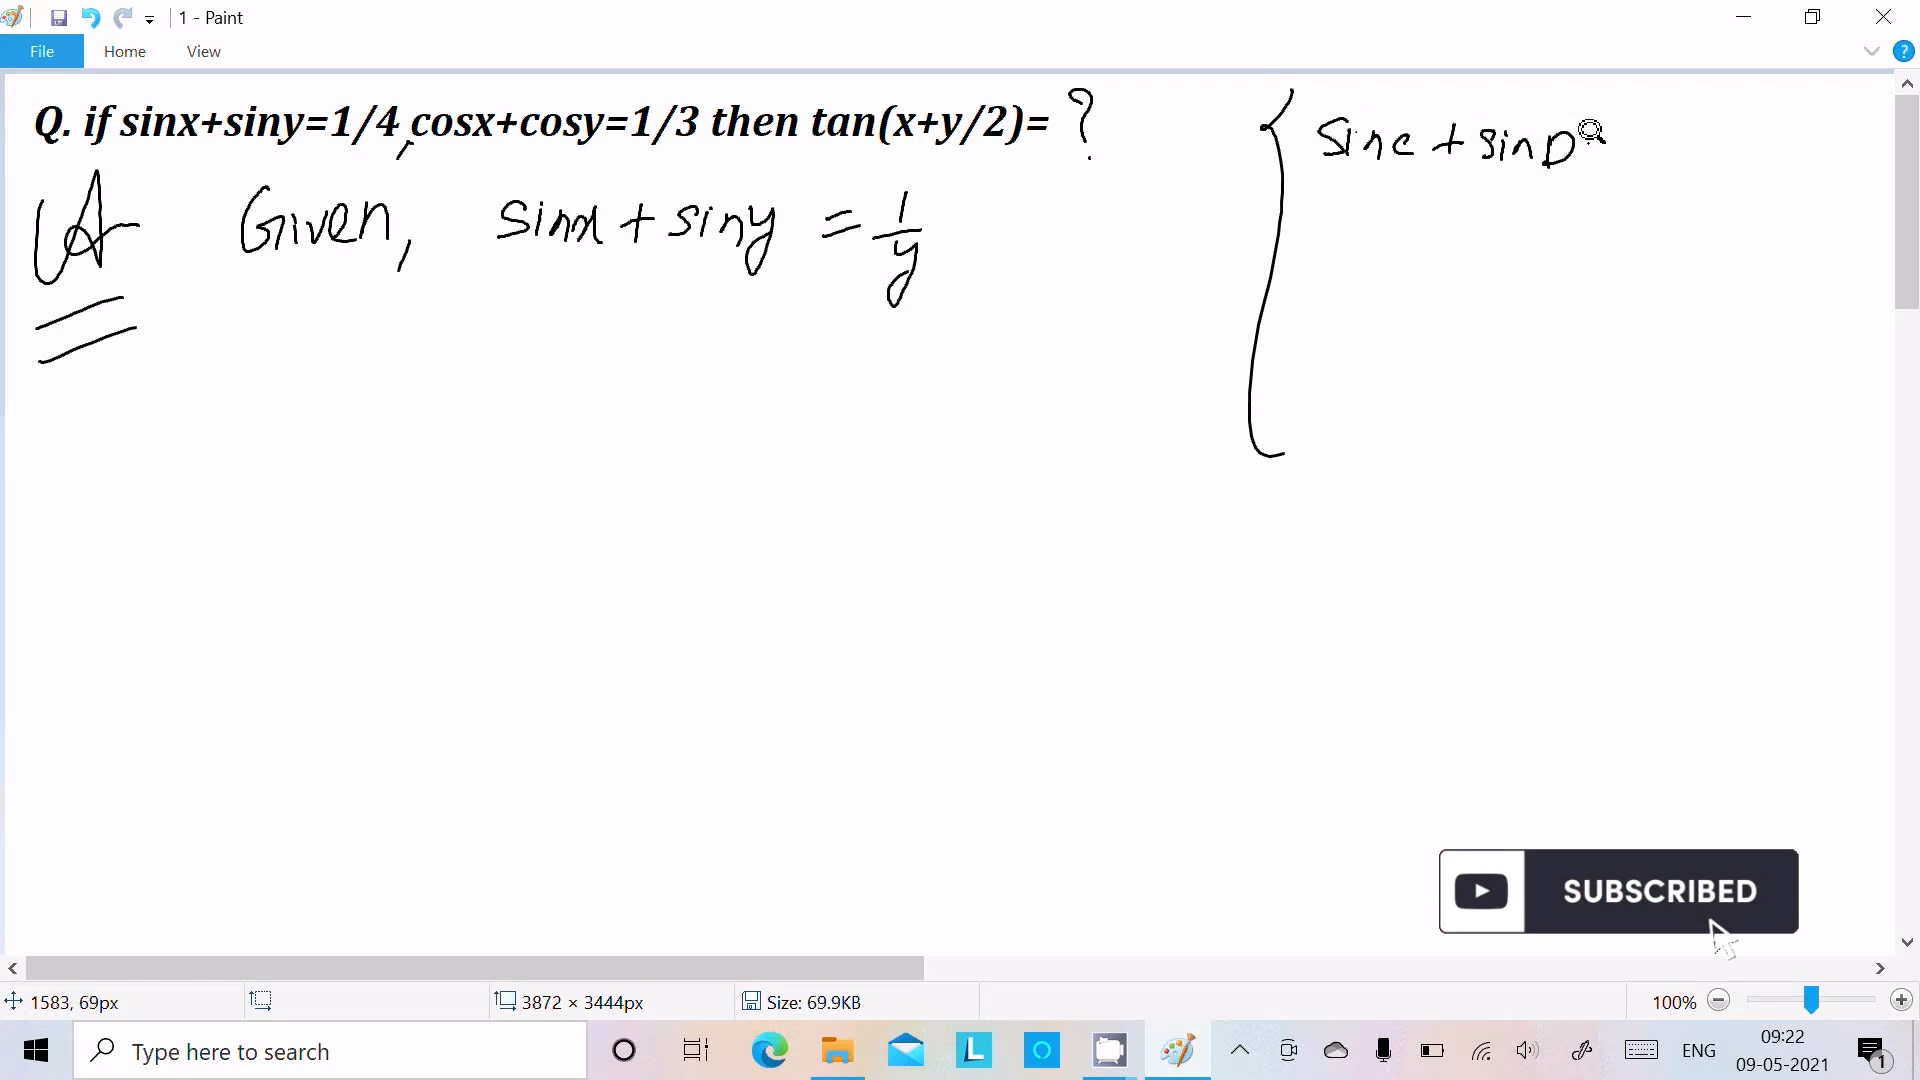 1 - Paint
File Home View
Q. if sinx+siny=1/4,cosx+cosy=1/3 then tan(x+y/2)= ?
A Given, sinx + siny = 1/y
sinc + sinD
SUBSCRIBED
1583, 69px 3872 × 3444px Size: 69.9KB 100%
Type here to search
L ENG 09:22
09-05-2021 1